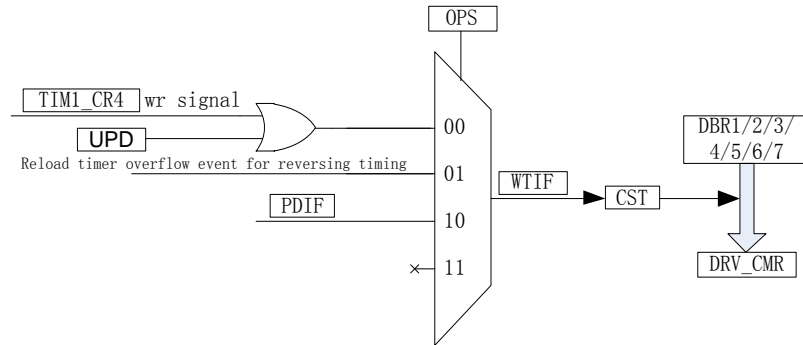 OPS
TIM1_CR4 wr signal
UPD
00
Reload timer overflow event for reversing timing
01
PDIF
10
11
WTIF
CST
DBR1/2/3/
4/5/6/7
DRV_CMR